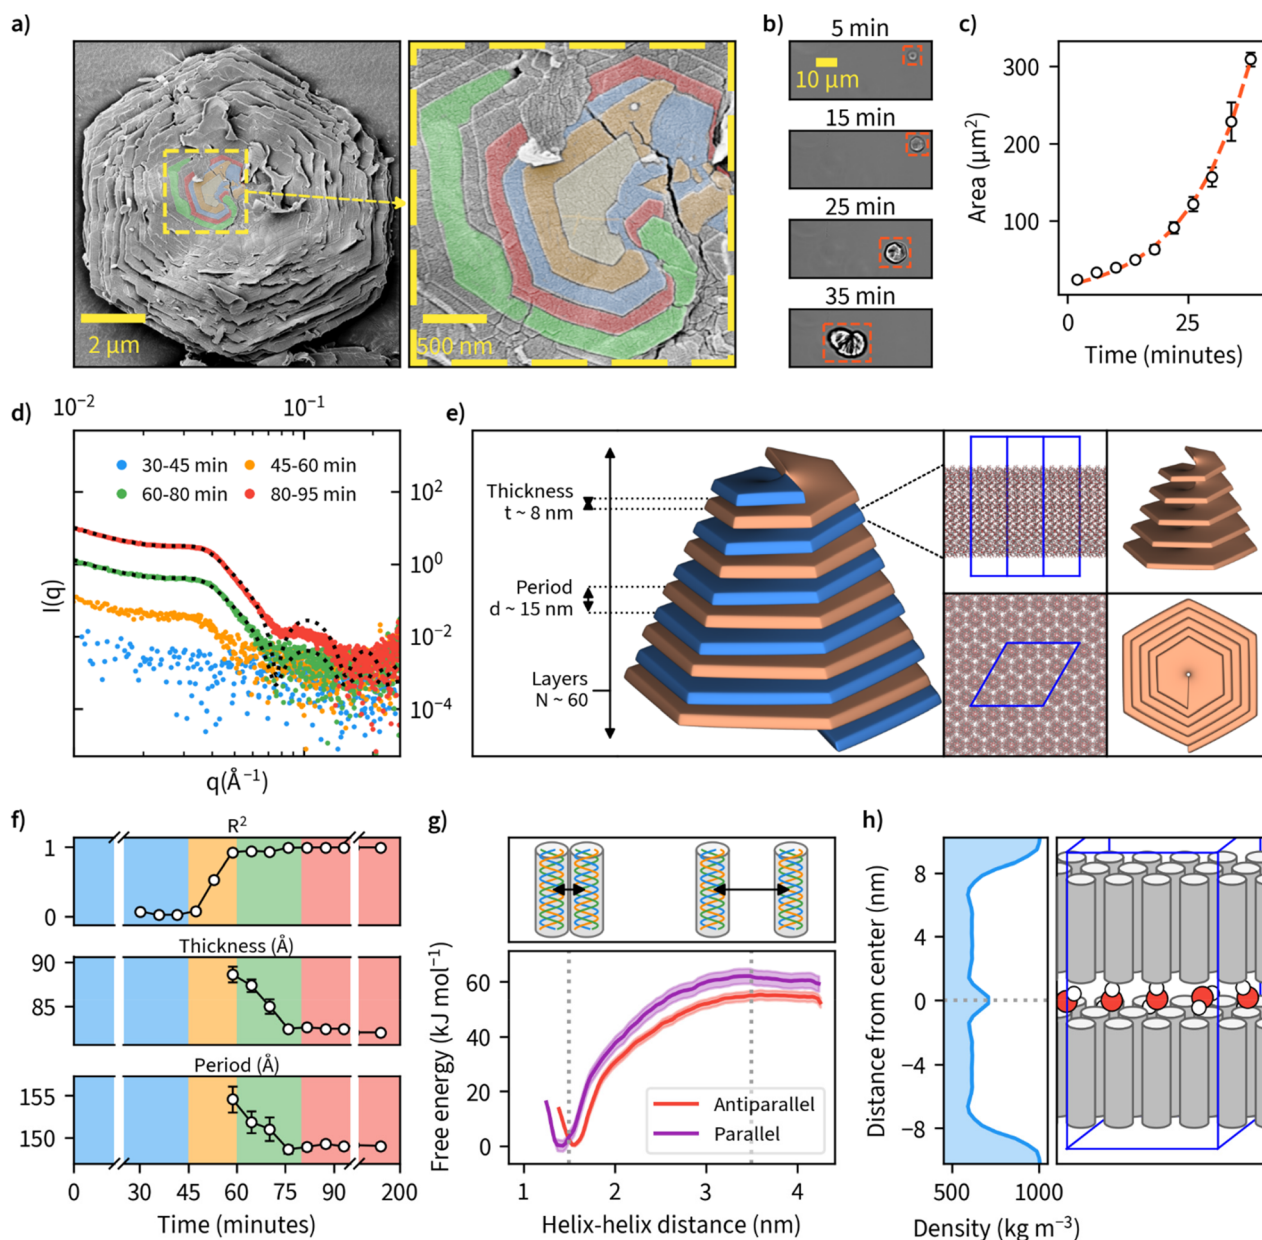 a)
2 μm
500 nm
b)
5 min
10 μm
15 min
25 min
35 min
c)
300
200
100
Area (μm²)
0
25
Time (minutes)
d)
10⁻²
10⁻¹
30-45 min
45-60 min
60-80 min
80-95 min
10²
10⁰
10⁻²
10⁻⁴
I(q)
q(Å⁻¹)
e)
Thickness
t ~ 8 nm
Period
d ~ 15 nm
Layers
N ~ 60
f)
R²
1
0
Thickness (Å)
90
85
Period (Å)
155
150
0
30
45
60
75
90
200
Time (minutes)
g)
Free energy (kJ mol⁻¹)
60
40
20
0
Antiparallel
Parallel
1
2
3
4
Helix-helix distance (nm)
h)
Distance from center (nm)
8
4
0
−4
−8
500
1000
Density (kg m⁻³)